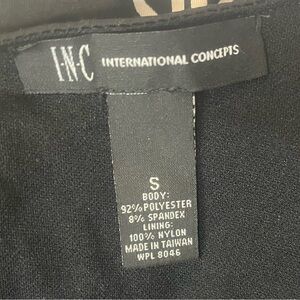 I·N·C INTERNATIONAL CONCEPTS
S
BODY:
92% POLYESTER
8% SPANDEX
LINING:
100% NYLON
MADE IN TAIWAN
WPL 8046